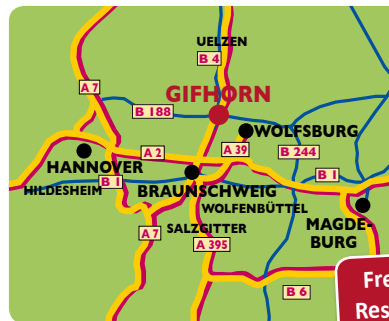 UELZEN
B 4
A 7
GIFHORN
B 188
WOLFSBURG
A 2
A 39
B 244
HANNOVER
B 1
B 1
HILDESHEIM
BRAUNSCHWEIG
WOLFENBÜTTEL
MAGDE-
BURG
A 7
SALZGITTER
A 395
B 6
Fre
Res